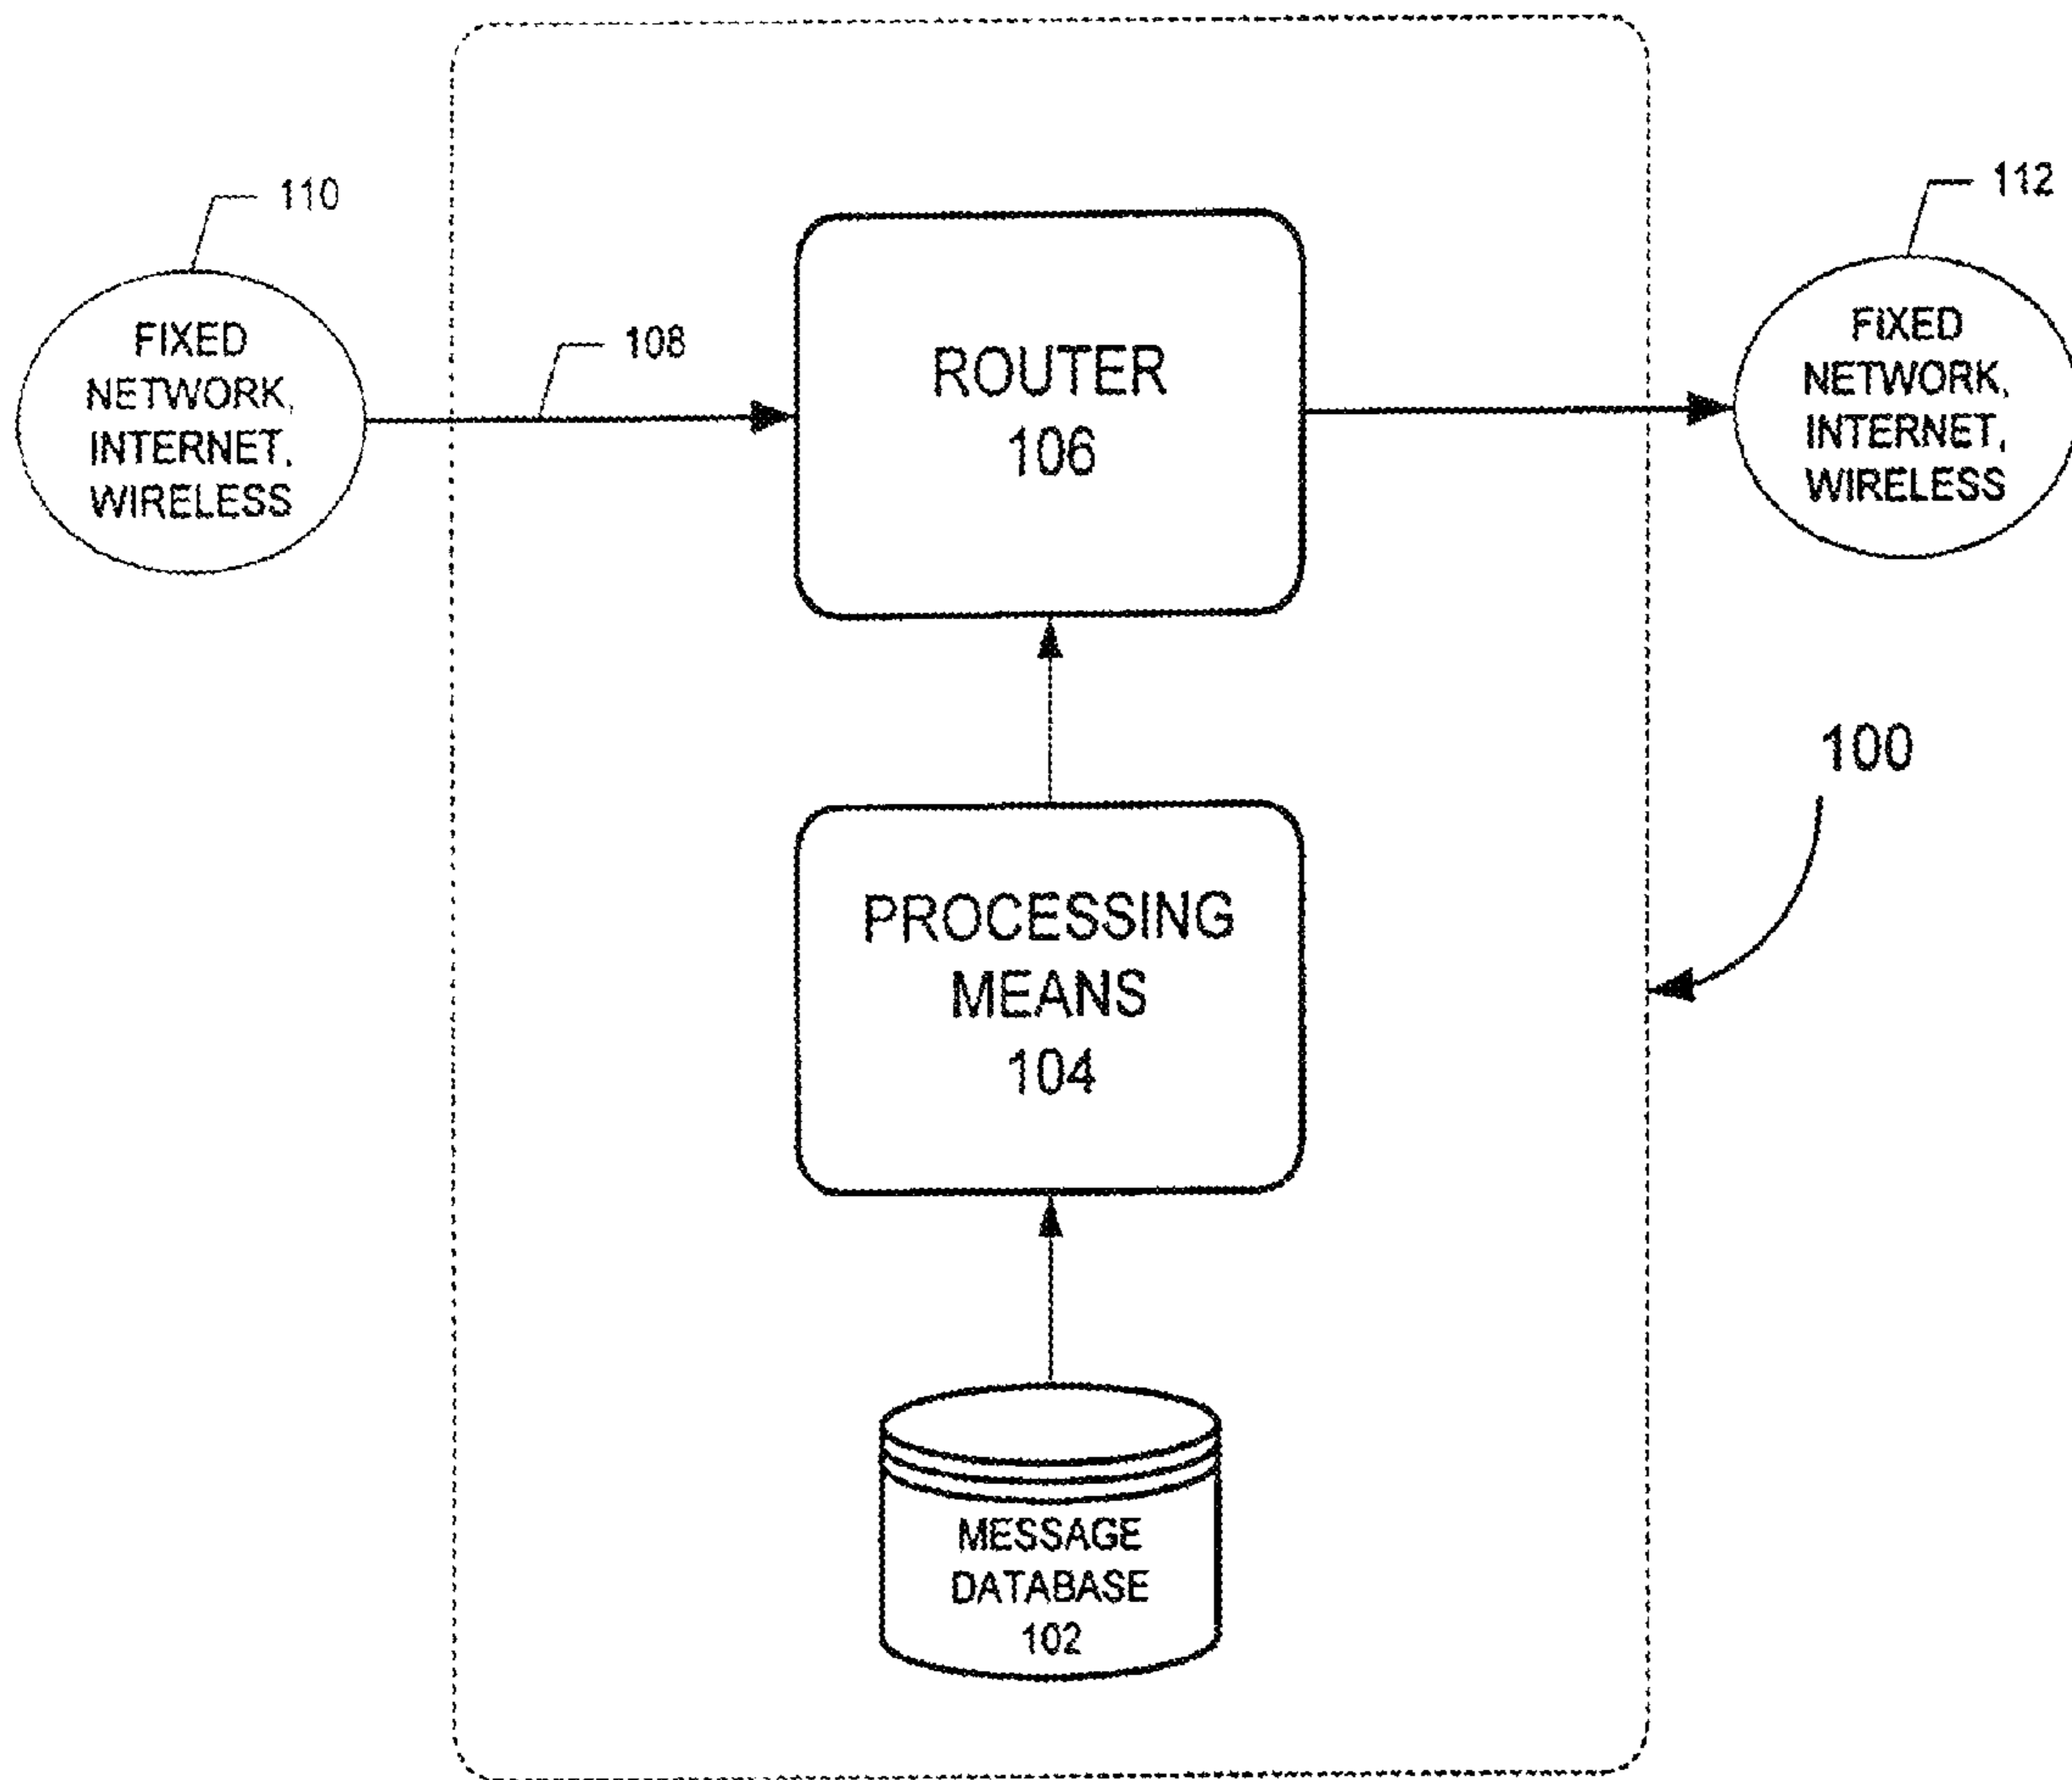 110
112
FIXED
NETWORK,
INTERNET,
WIRELESS
108
ROUTER
106
FIXED
NETWORK,
INTERNET,
WIRELESS
100
PROCESSING
MEANS
104
MESSAGE
DATABASE
102